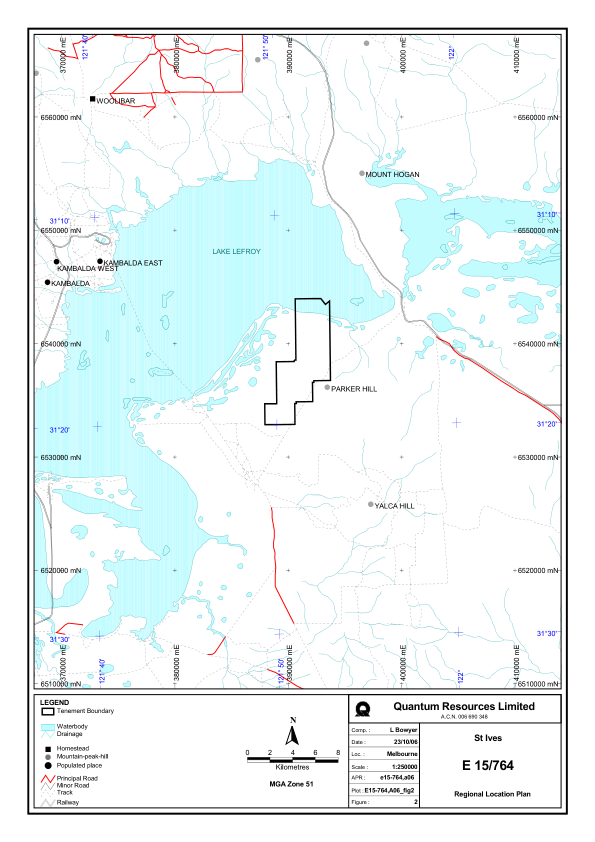 370000 mE
121° 40'
380000 mE
121° 50'
390000 mE
400000 mE
122°
410000 mE
WOOLIBAR
6560000 mN
6560000 mN
MOUNT HOGAN
31°10'
31°10'
6550000 mN
6550000 mN
LAKE LEFROY
KAMBALDA EAST
KAMBALDA WEST
KAMBALDA
6540000 mN
6540000 mN
PARKER HILL
31°20'
31°20'
6530000 mN
6530000 mN
YALCA HILL
6520000 mN
6520000 mN
31°30'
31°30'
6510000 mN
6510000 mN
370000 mE
121° 40'
380000 mE
121° 50'
390000 mE
400000 mE
122°
410000 mE
LEGEND
Tenement Boundary
Waterbody
Drainage
Homestead
Mountain-peak-hill
Populated place
Principal Road
Minor Road
Track
Railway
N
0 2 4 6 8
Kilometres
MGA Zone 51
Quantum Resources Limited
A.C.N. 006 690 348
Comp.: L Bowyer
Date : 23/10/06
Loc. : Melbourne
Scale : 1:250000
APR : e15-764,a06
Plot : E15-764,A06_fig2
Figure : 2
St Ives
E 15/764
Regional Location Plan